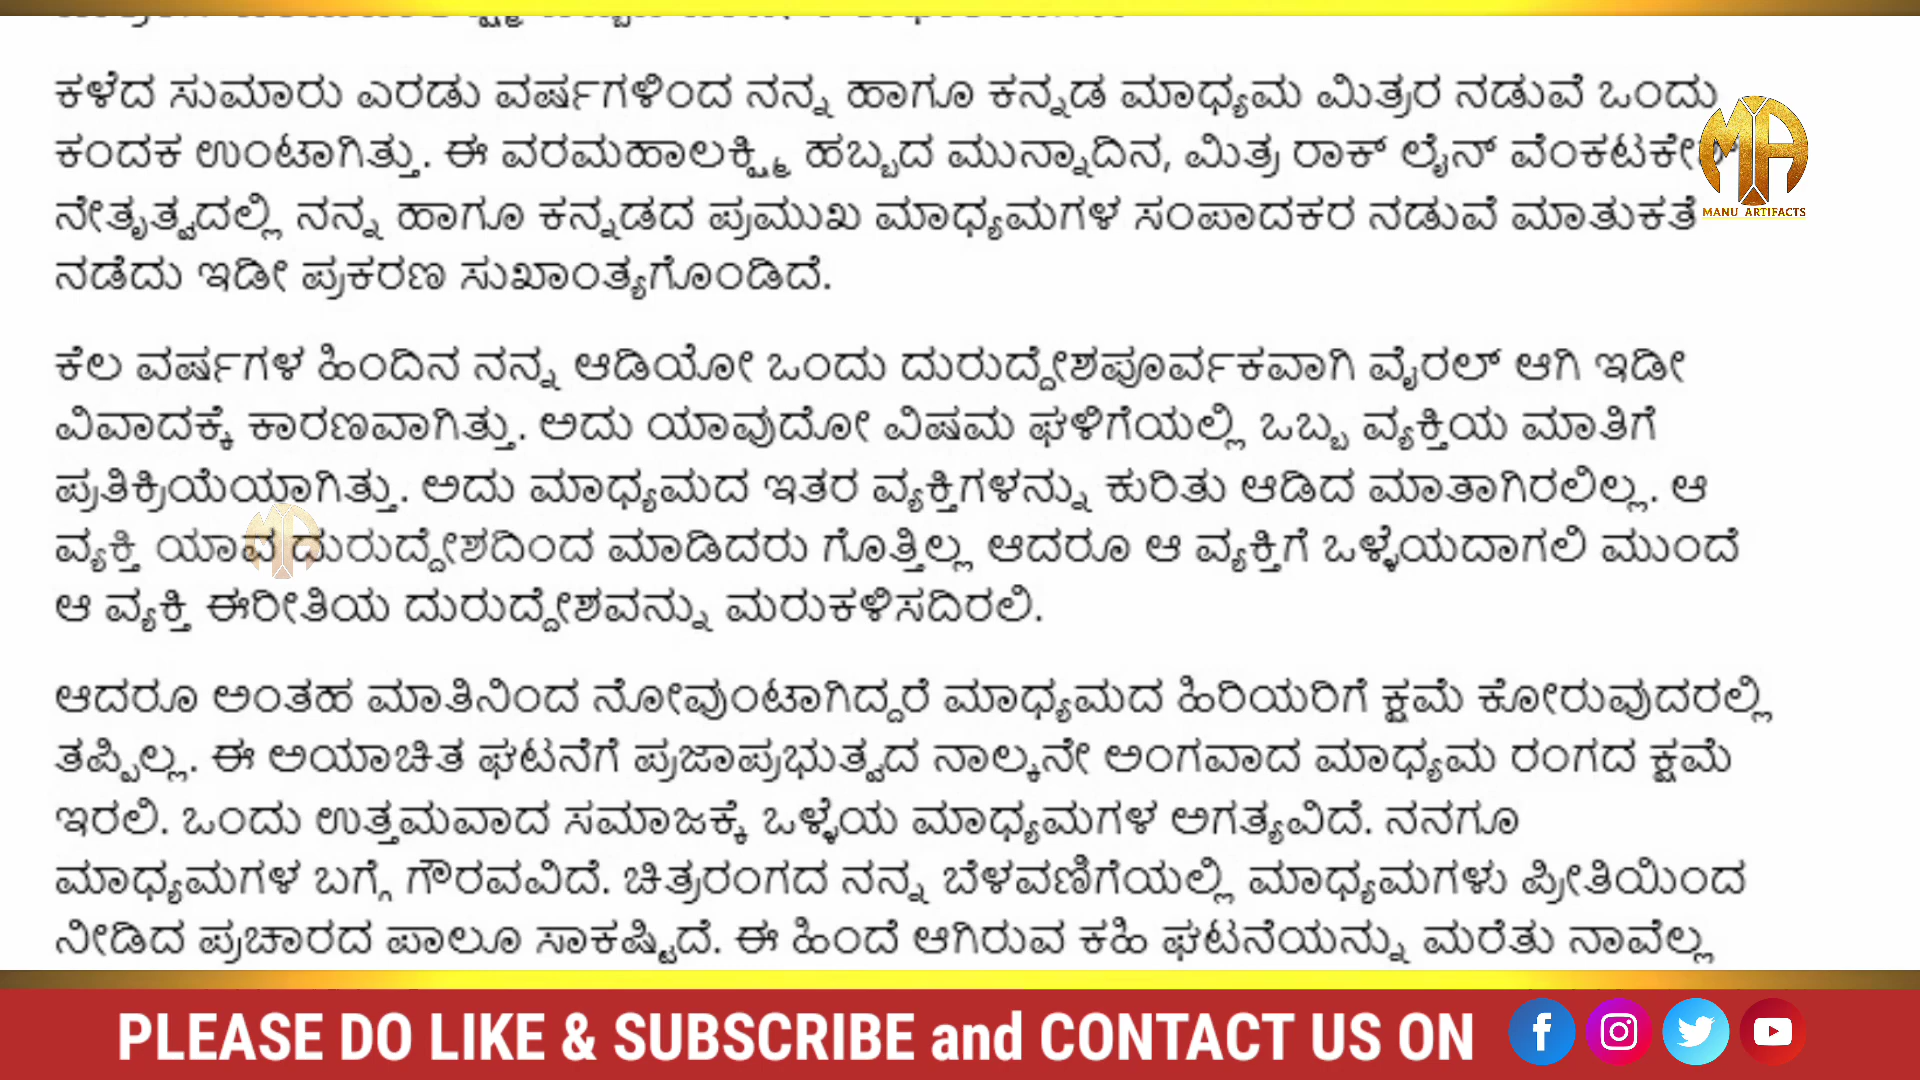 ಕಳೆದ ಸುಮಾರು ಎರಡು ವರ್ಷಗಳಿಂದ ನನ್ನ ಹಾಗೂ ಕನ್ನಡ ಮಾಧ್ಯಮ ಮಿತ್ರರ ನಡುವೆ ಒಂದು
ಕಂದಕ ಉಂಟಾಗಿತ್ತು. ಈ ವರಮಹಾಲಕ್ಷ್ಮಿ ಹಬ್ಬದ ಮುನ್ನಾದಿನ, ಮಿತ್ರ ರಾಕ್ ಲೈನ್
ನೇತೃತ್ವದಲ್ಲಿ ನನ್ನ ಹಾಗೂ ಕನ್ನಡದ ಪ್ರಮುಖ ಮಾಧ್ಯಮಗಳ ಸಂಪಾದಕರ ನಡುವೆ ಮಾತುಕತೆ
ನಡೆದು ಇಡೀ ಪ್ರಕರಣ ಸುಖಾಂತ್ಯಗೊಂಡಿದೆ.
MA
MANU ARTIFACTS
ಕೆಲ ವರ್ಷಗಳ ಹಿಂದಿನ ನನ್ನ ಆಡಿಯೋ ಒಂದು ದುರುದ್ದೇಶಪೂರ್ವಕವಾಗಿ ವೈರಲ್ ಆಗಿ ಇಡೀ
ವಿವಾದಕ್ಕೆ ಕಾರಣವಾಗಿತ್ತು. ಅದು ಯಾವುದೋ ವಿಷಮ ಘಳಿಗೆಯಲ್ಲಿ ಒಬ್ಬ ವ್ಯಕ್ತಿಯ ಮಾತಿಗೆ
ಪ್ರತಿಕ್ರಿಯೆಯಾಗಿತ್ತು. ಅದು ಮಾಧ್ಯಮದ ಇತರ ವ್ಯಕ್ತಿಗಳನ್ನು ಕುರಿತು ಆಡಿದ ಮಾತಾಗಿರಲಿಲ್ಲ. ಆ
ವ್ಯಕ್ತಿ ಯಾವ ದುರುದ್ದೇಶದಿಂದ ಮಾಡಿದರು ಗೊತ್ತಿಲ್ಲ ಆದರೂ ಆ ವ್ಯಕ್ತಿಗೆ ಒಳ್ಳೆಯದಾಗಲಿ ಮುಂದೆ
ಆ ವ್ಯಕ್ತಿ ಈರೀತಿಯ ದುರುದ್ದೇಶವನ್ನು ಮರುಕಳಿಸದಿರಲಿ.
ಆದರೂ ಅಂತಹ ಮಾತಿನಿಂದ ನೋವುಂಟಾಗಿದ್ದರೆ ಮಾಧ್ಯಮದ ಹಿರಿಯರಿಗೆ ಕ್ಷಮೆ ಕೋರುವುದರಲ್ಲಿ
ತಪ್ಪಿಲ್ಲ. ಈ ಅಯಾಚಿತ ಘಟನೆಗೆ ಪ್ರಜಾಪ್ರಭುತ್ವದ ನಾಲ್ಕನೇ ಅಂಗವಾದ ಮಾಧ್ಯಮ ರಂಗದ ಕ್ಷಮೆ
ಇರಲಿ. ಒಂದು ಉತ್ತಮವಾದ ಸಮಾಜಕ್ಕೆ ಒಳ್ಳೆಯ ಮಾಧ್ಯಮಗಳ ಅಗತ್ಯವಿದೆ. ನನಗೂ
ಮಾಧ್ಯಮಗಳ ಬಗ್ಗೆ ಗೌರವವಿದೆ. ಚಿತ್ರರಂಗದ ನನ್ನ ಬೆಳವಣಿಗೆಯಲ್ಲಿ ಮಾಧ್ಯಮಗಳು ಪ್ರೀತಿಯಿಂದ
ನೀಡಿದ ಪ್ರಚಾರದ ಪಾಲೂ ಸಾಕಷ್ಟಿದೆ. ಈ ಹಿಂದೆ ಆಗಿರುವ ಕಹಿ ಘಟನೆಯನ್ನು ಮರೆತು ನಾವೆಲ್ಲ
PLEASE DO LIKE & SUBSCRIBE and CONTACT US ON